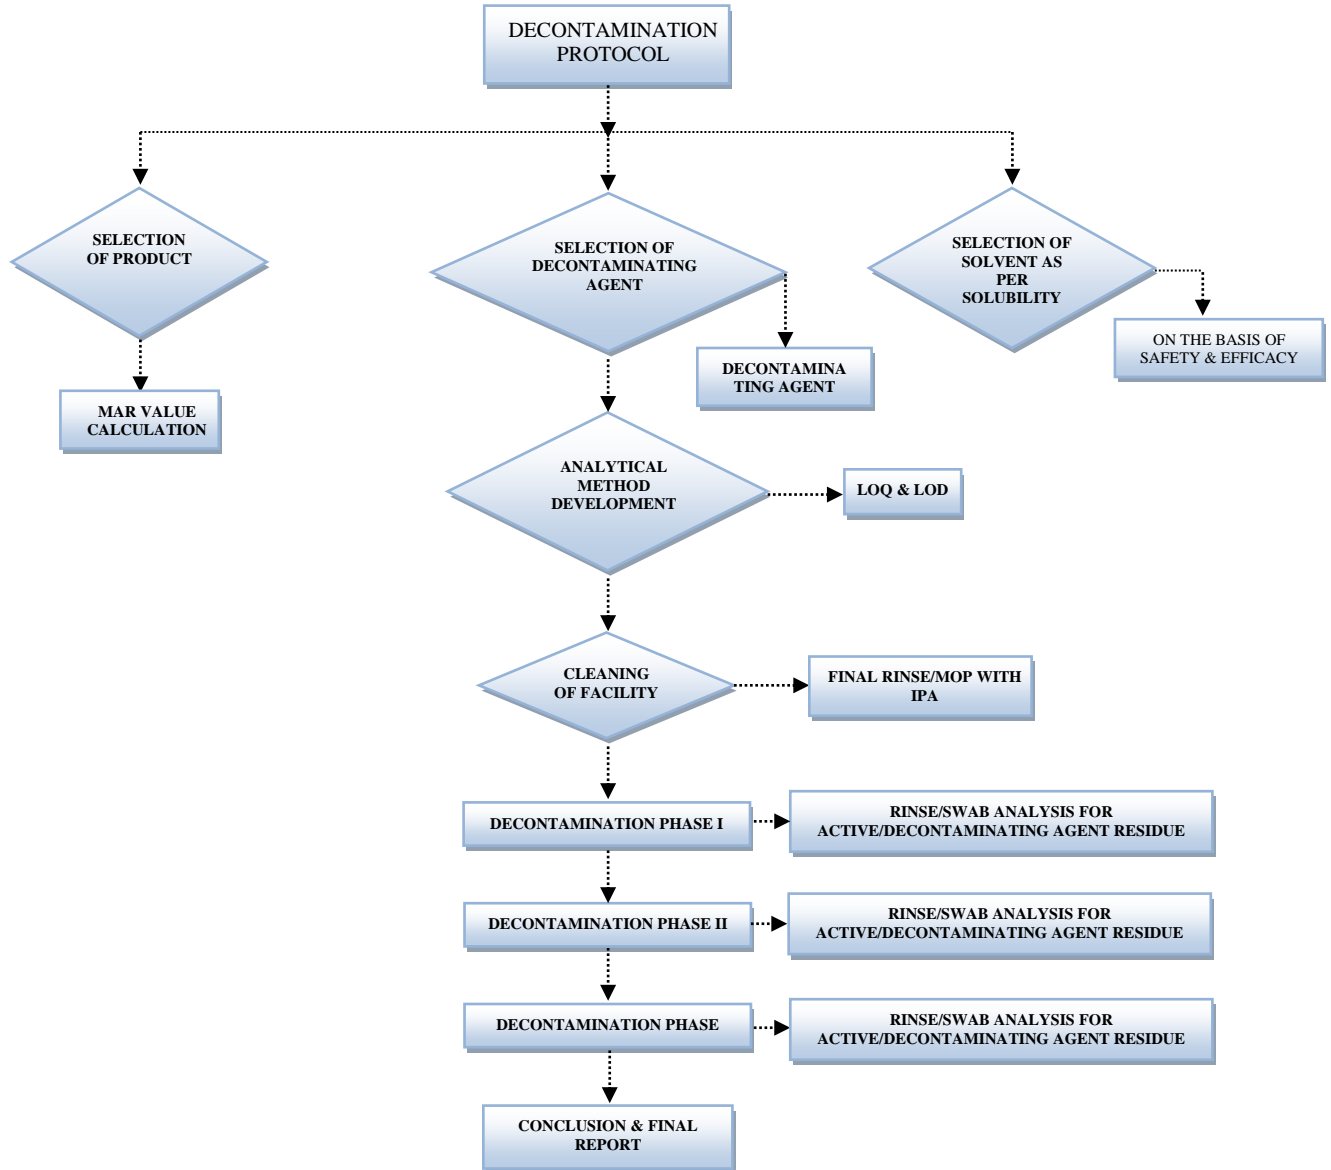 DECONTAMINATION
PROTOCOL
SELECTION
OF PRODUCT
SELECTION OF
DECONTAMINATING
AGENT
SELECTION OF
SOLVENT AS
PER
SOLUBILITY
ON THE BASIS OF
SAFETY & EFFICACY
DECONTAMINA
TING AGENT
MAR VALUE
CALCULATION
ANALYTICAL
METHOD
DEVELOPMENT
LOQ & LOD
CLEANING
OF FACILITY
FINAL RINSE/MOP WITH
IPA
DECONTAMINATION PHASE I
RINSE/SWAB ANALYSIS FOR
ACTIVE/DECONTAMINATING AGENT RESIDUE
DECONTAMINATION PHASE II
RINSE/SWAB ANALYSIS FOR
ACTIVE/DECONTAMINATING AGENT RESIDUE
DECONTAMINATION PHASE
RINSE/SWAB ANALYSIS FOR
ACTIVE/DECONTAMINATING AGENT RESIDUE
CONCLUSION & FINAL
REPORT